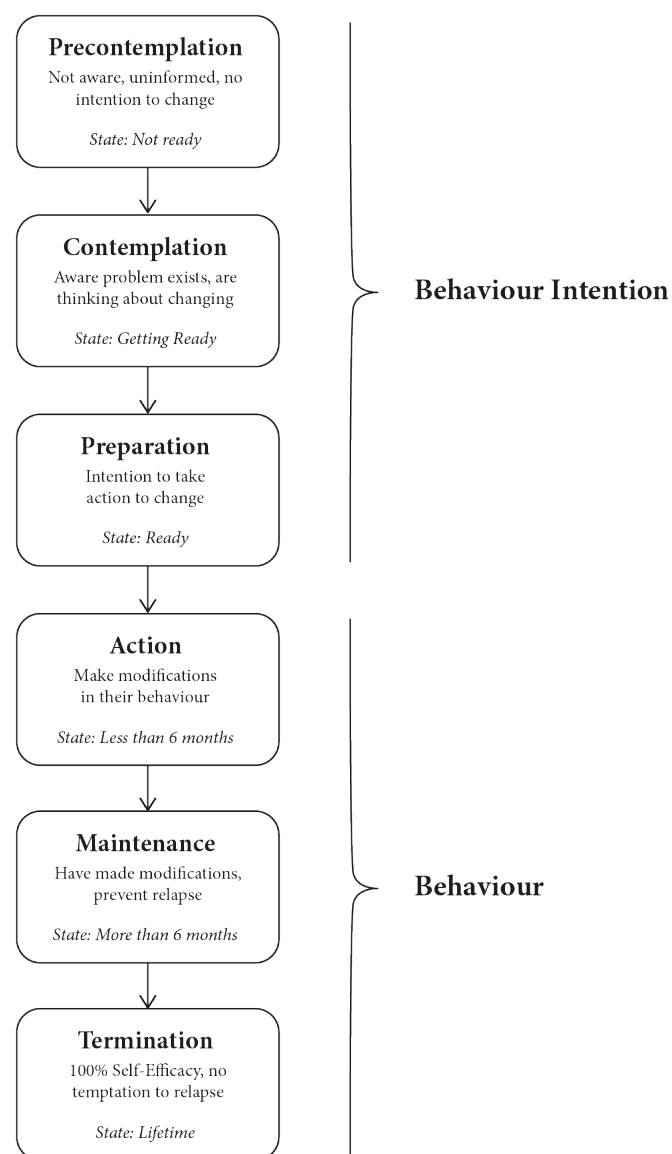 Precontemplation
Not aware, uninformed, no
intention to change
State: Not ready
Contemplation
Aware problem exists, are
thinking about changing
State: Getting Ready
Preparation
Intention to take
action to change
State: Ready
Behaviour Intention
Action
Make modifications
in their behaviour
State: Less than 6 months
Maintenance
Have made modifications,
prevent relapse
State: More than 6 months
Termination
100% Self-Efficacy, no
temptation to relapse
State: Lifetime
Behaviour